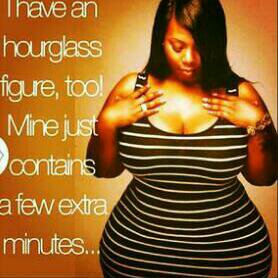 I have an
hourglass
figure, too!
Mine just
contains
a few extra
minutes...